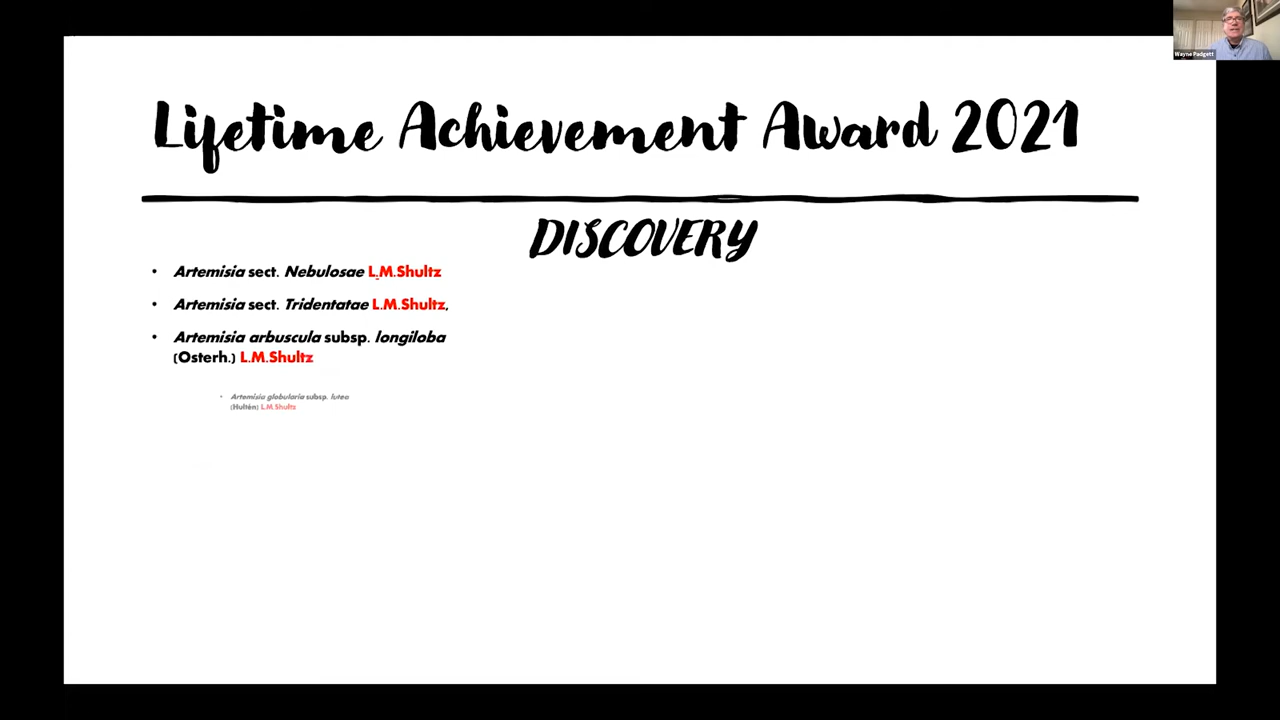 Wayne Padgett
Lifetime Achievement Award 2021
DISCOVERY
• Artemisia sect. Nebulosae L.M.Shultz
• Artemisia sect. Tridentatae L.M.Shultz,
• Artemisia arbuscula subsp. longiloba
(Osterh.) L.M.Shultz
• Artemisia globularia subsp. lutea
(Hultén) L.M.Shultz